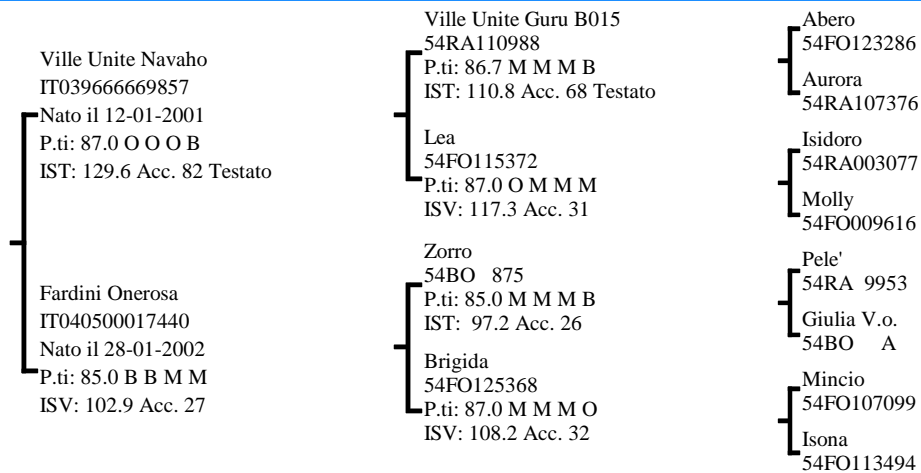 Ville Unite Navaho
IT039666669857
Nato il 12-01-2001
P.ti: 87.0 O O O B
IST: 129.6 Acc. 82 Testato
Fardini Onerosa
IT040500017440
Nato il 28-01-2002
P.ti: 85.0 B B M M
ISV: 102.9 Acc. 27
Ville Unite Guru B015
54RA110988
P.ti: 86.7 M M M B
IST: 110.8 Acc. 68 Testato
Lea
54FO115372
P.ti: 87.0 O M M M
ISV: 117.3 Acc. 31
Zorro
54BO   875
P.ti: 85.0 M M M B
IST:  97.2 Acc. 26
Brigida
54FO125368
P.ti: 87.0 M M M O
ISV: 108.2 Acc. 32
Abero
54FO123286
Aurora
54RA107376
Isidoro
54RA003077
Molly
54FO009616
Pele'
54RA  9953
Giulia V.o.
54BO     A
Mincio
54FO107099
Isona
54FO113494